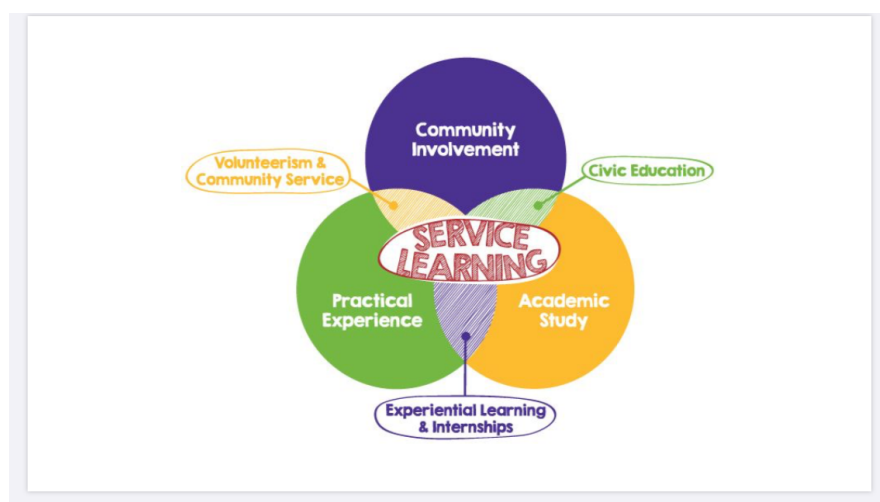 Community
Involvement
Volunteerism &
Community Service
Civic Education
SERVICE
LEARNING
Practical
Experience
Academic
Study
Experiential Learning
& Internships